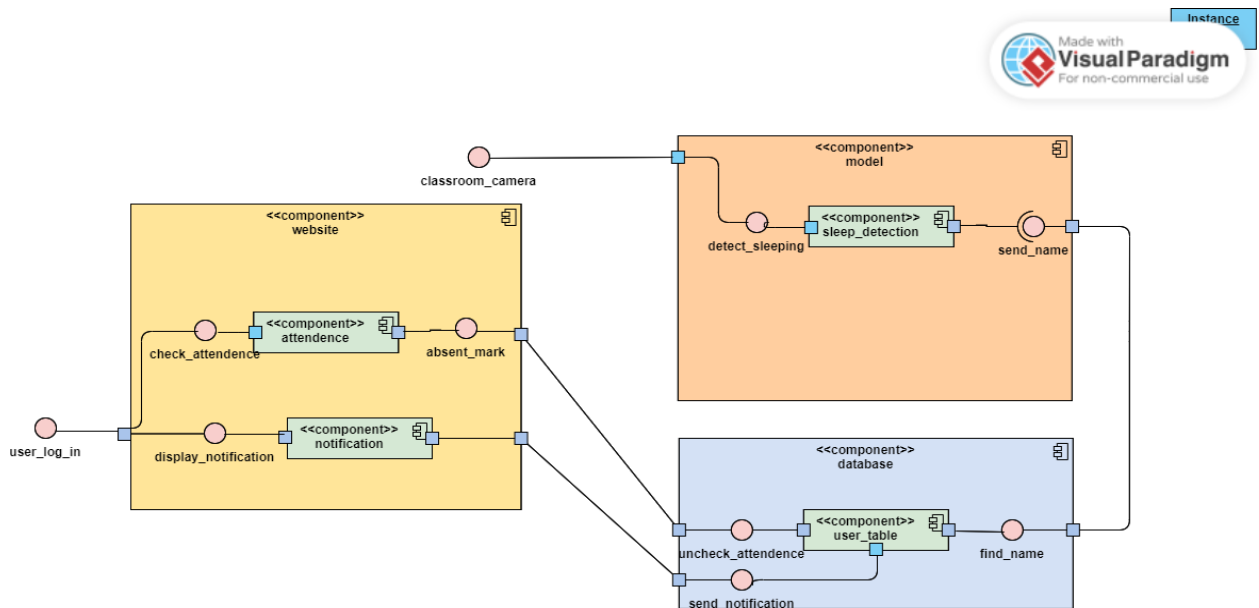 Instance
Made with
Visual Paradigm
For non-commercial use
<<component>>
model
classroom_camera
<<component>>
website
<<component>>
sleep_detection
detect_sleeping
send_name
<<component>>
attendence
check_attendence
absent_mark
<<component>>
notification
user_log_in
display_notification
<<component>>
database
<<component>>
user_table
uncheck_attendence
find_name
send_notification